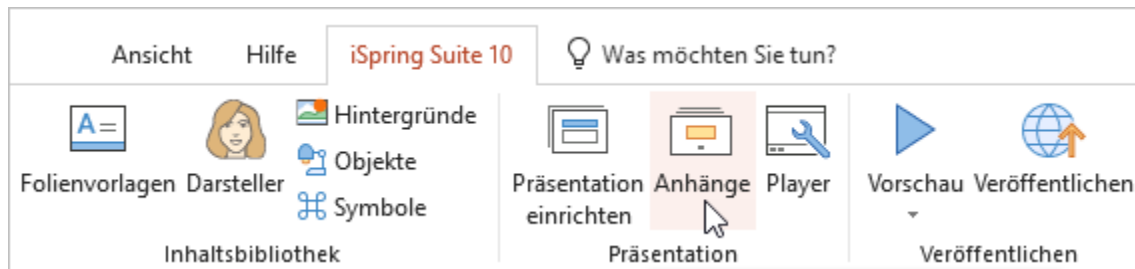 Ansicht Hilfe iSpring Suite 10 Was möchten Sie tun?
A=
Hintergründe
Objekte
Symbole
Folienvorlagen Darsteller
Präsentation einrichten Anhänge Player
Vorschau Veröffentlichen
Inhaltsbibliothek Präsentation Veröffentlichen